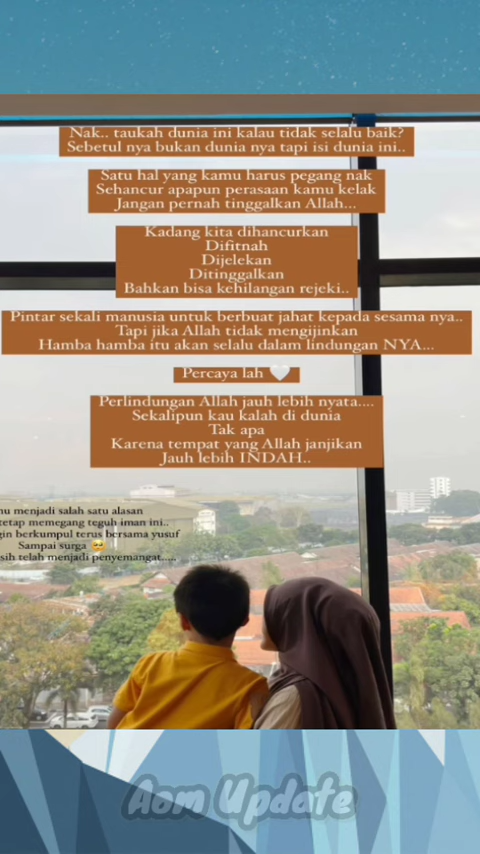 Nak.. taukah dunia ini kalau tidak selalu baik?
Sebetul nya bukan dunia nya tapi isi dunia ini..
Satu hal yang kamu harus pegang nak
Sehancur apapun perasaan kamu kelak
Jangan pernah tinggalkan Allah...
Kadang kita dihancurkan
Difitnah
Dijelekan
Ditinggalkan
Bahkan bisa kehilangan rejeki..
Pintar sekali manusia untuk berbuat jahat kepada sesama nya..
Tapi jika Allah tidak mengijinkan
Hamba hamba itu akan selalu dalam lindungan NYA...
Percaya lah 🤍
Perlindungan Allah jauh lebih nyata....
Sekalipun kau kalah di dunia
Tak apa
Karena tempat yang Allah janjikan
Jauh lebih INDAH..
menjadi salah satu alasan
tetap memegang teguh iman ini..
berkumpul terus bersama yusuf
Sampai surga 🥺
telah menjadi penyemangat.....
Aom Update